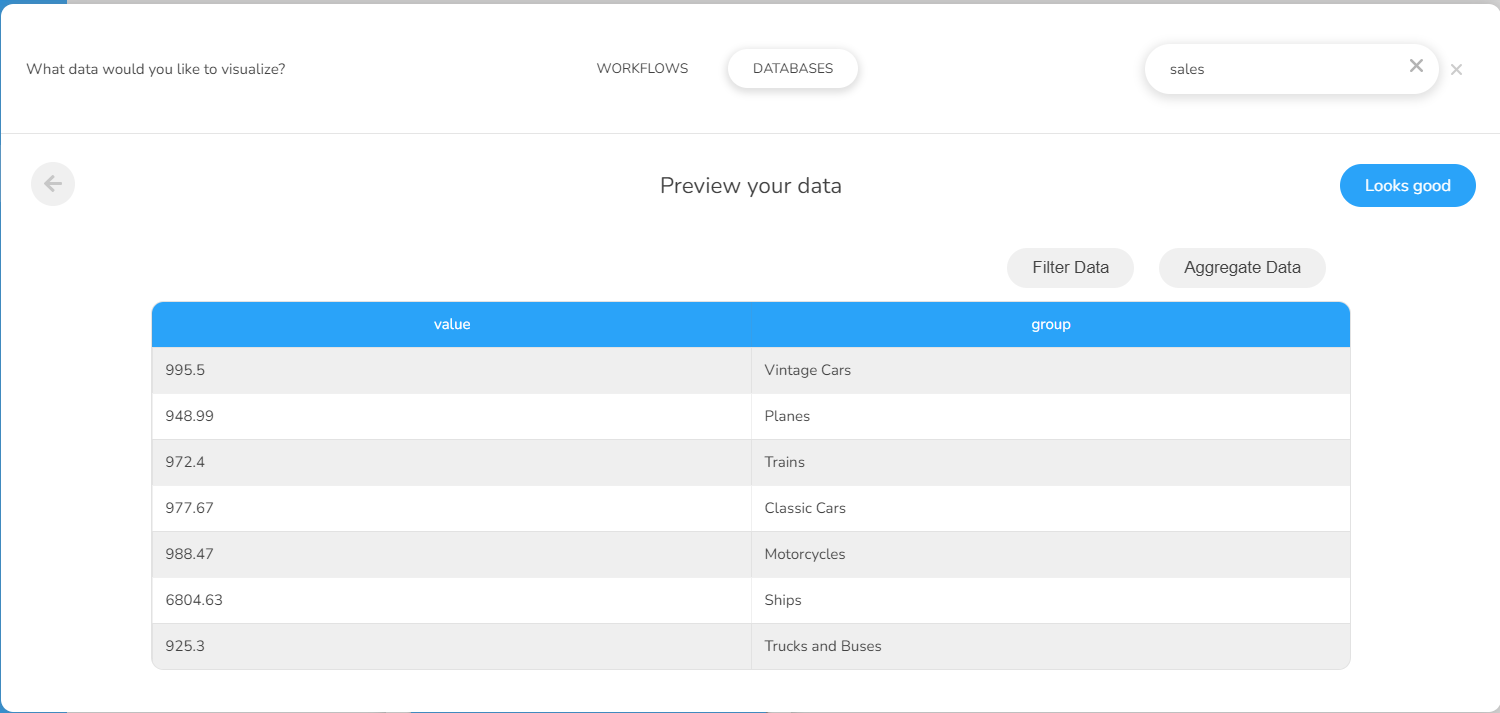 What data would you like to visualize?
WORKFLOWS
DATABASES
sales
Preview your data
Looks good
Filter Data
Aggregate Data
value group
995.5 Vintage Cars
948.99 Planes
972.4 Trains
977.67 Classic Cars
988.47 Motorcycles
6804.63 Ships
925.3 Trucks and Buses